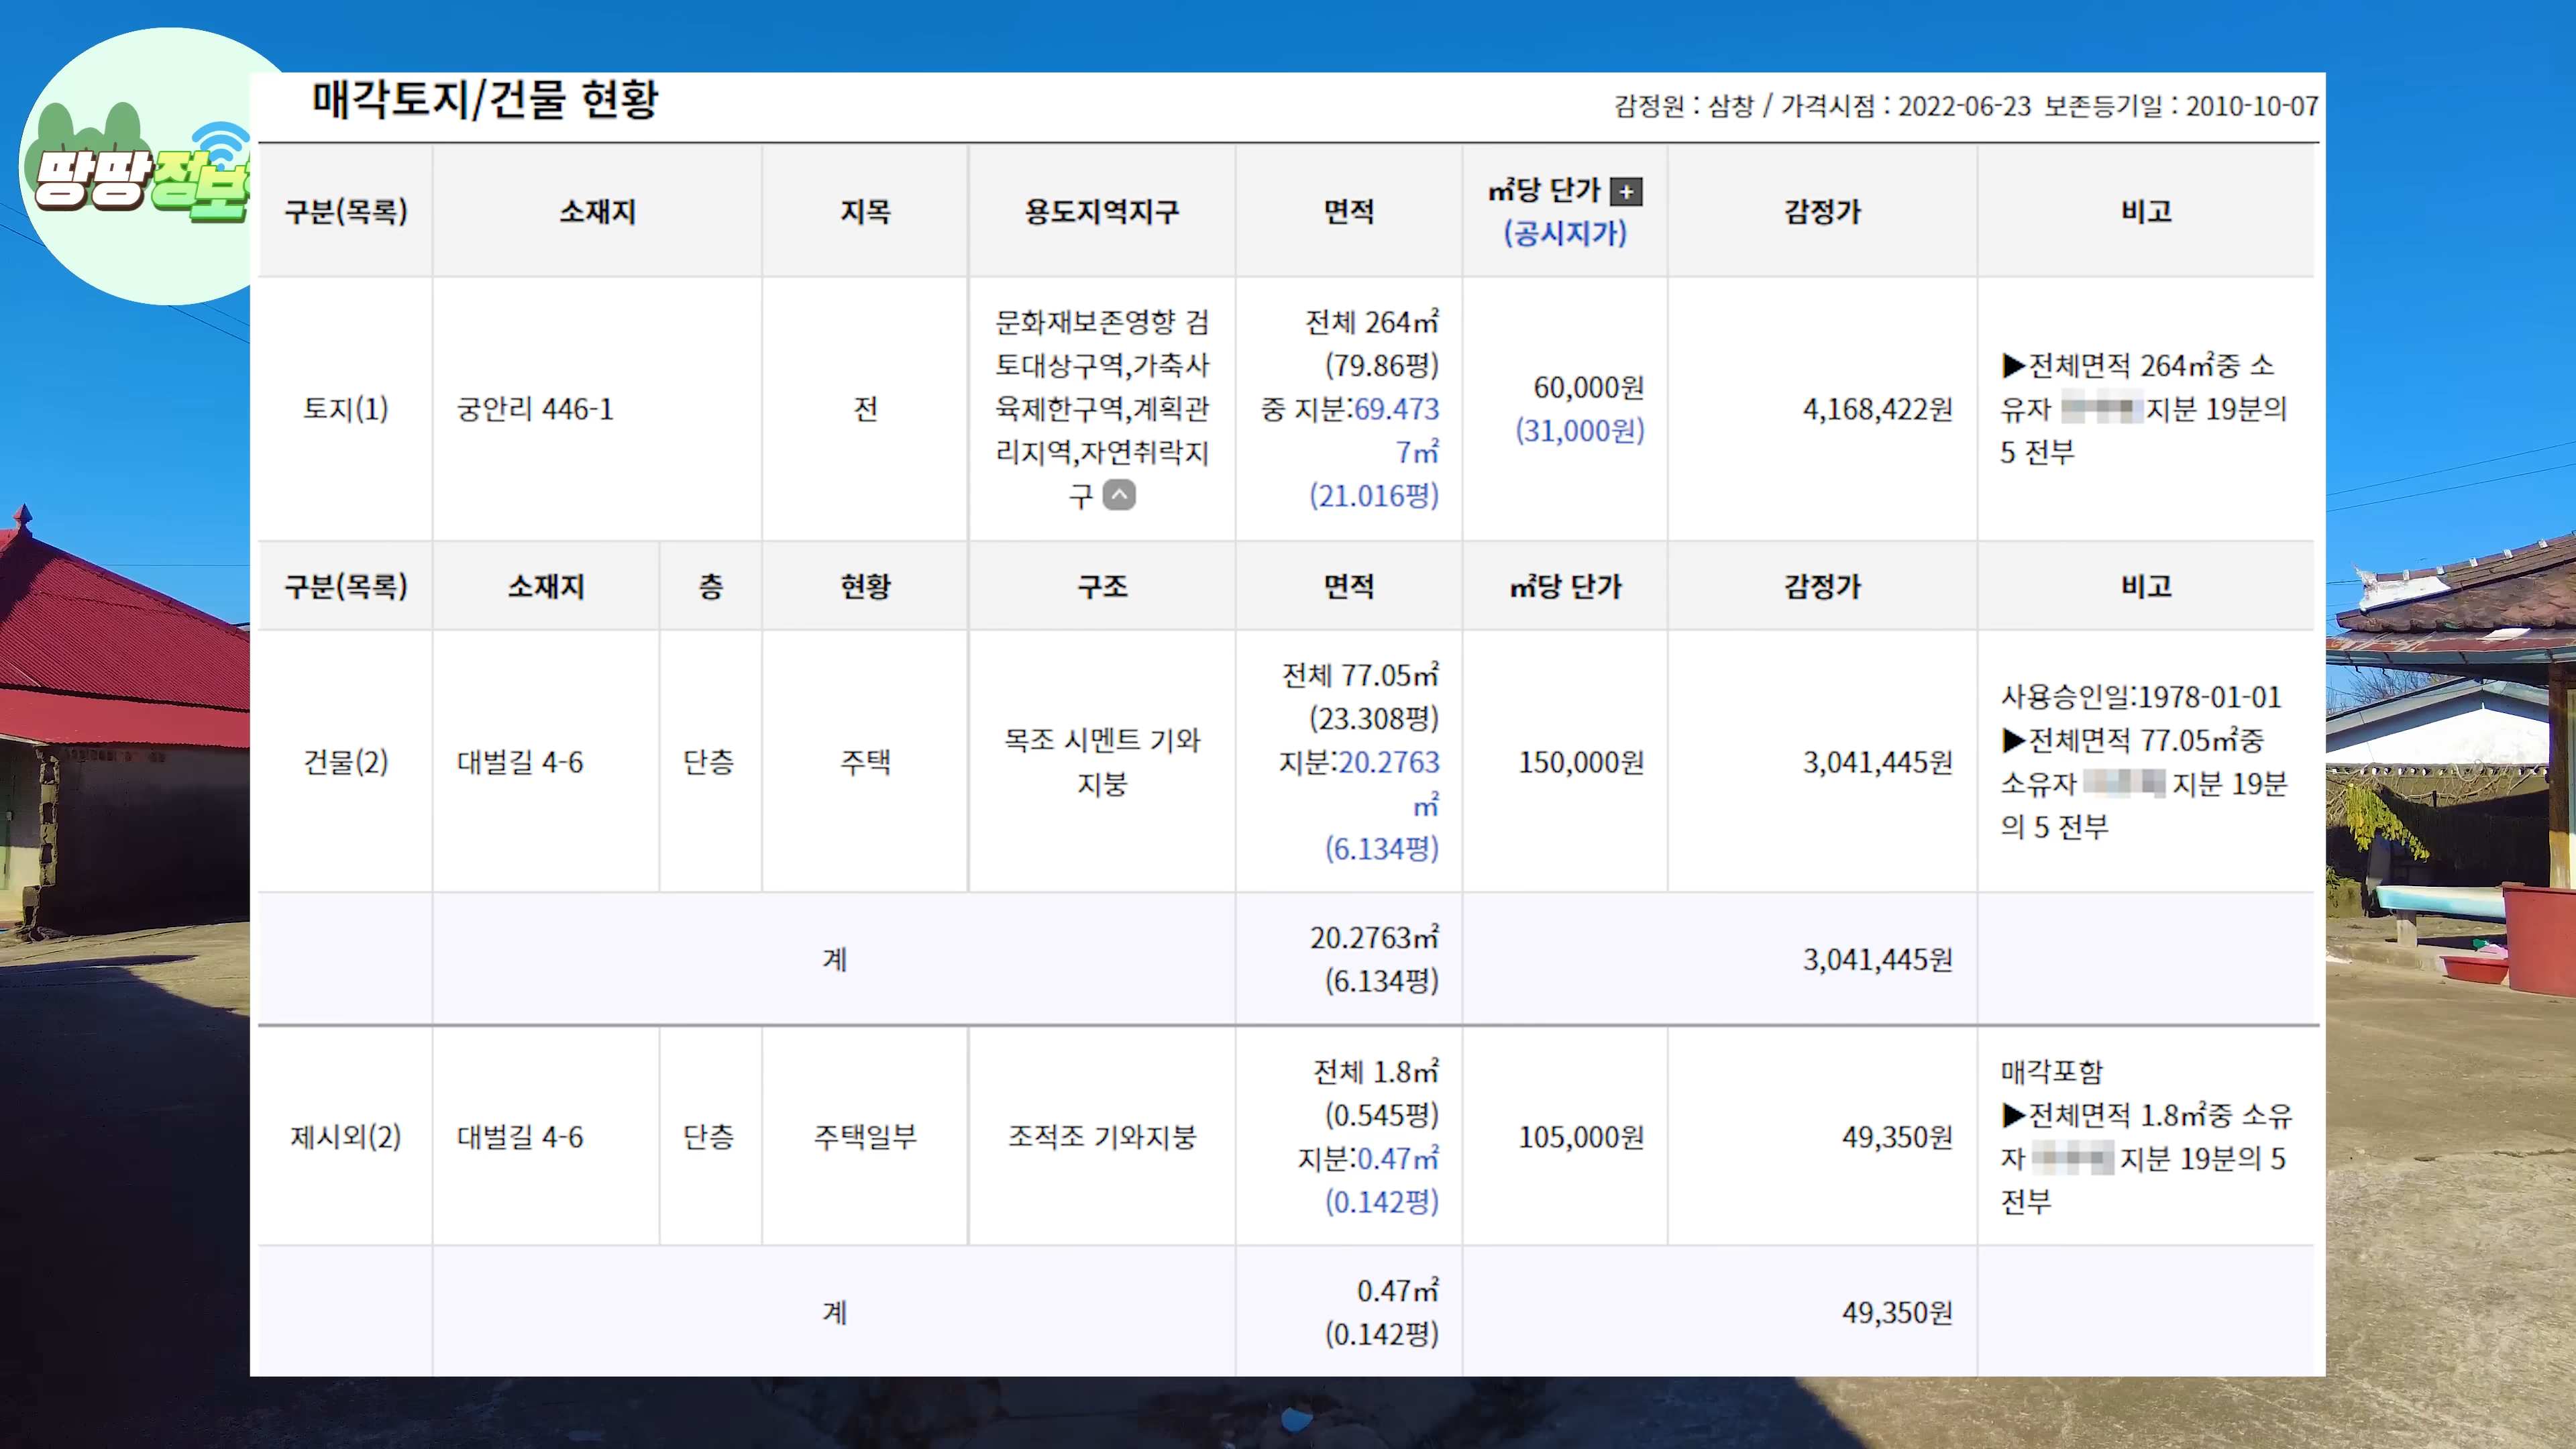 땅땅정보
매각토지/건물 현황
감정원 : 삼창 / 가격시점 : 2022-06-23 보존등기일 : 2010-10-07
구분(목록) 소재지 지목 용도지역지구 면적 ㎡당 단가 + (공시지가) 감정가 비고
토지(1) 궁안리 446-1 전
문화재보존영향 검
토대상구역,가축사
육제한구역,계획관
리지역,자연취락지
구
전체 264㎡
(79.86평)
중 지분:69.473
7㎡
(21.016평)
60,000원
(31,000원)
4,168,422원
▶전체면적 264㎡중 소
유자 지분 19분의
5 전부
구분(목록) 소재지 층 현황 구조 면적 ㎡당 단가 감정가 비고
건물(2) 대벌길 4-6 단층 주택
목조 시멘트 기와
지붕
전체 77.05㎡
(23.308평)
지분:20.2763
㎡
(6.134평)
150,000원
3,041,445원
사용승인일:1978-01-01
▶전체면적 77.05㎡중
소유자 지분 19분
의 5 전부
계
20.2763㎡
(6.134평)
3,041,445원
제시외(2) 대벌길 4-6 단층 주택일부 조적조 기와지붕
전체 1.8㎡
(0.545평)
지분:0.47㎡
(0.142평)
105,000원
49,350원
매각포함
▶전체면적 1.8㎡중 소유
자 지분 19분의 5
전부
계
0.47㎡
(0.142평)
49,350원